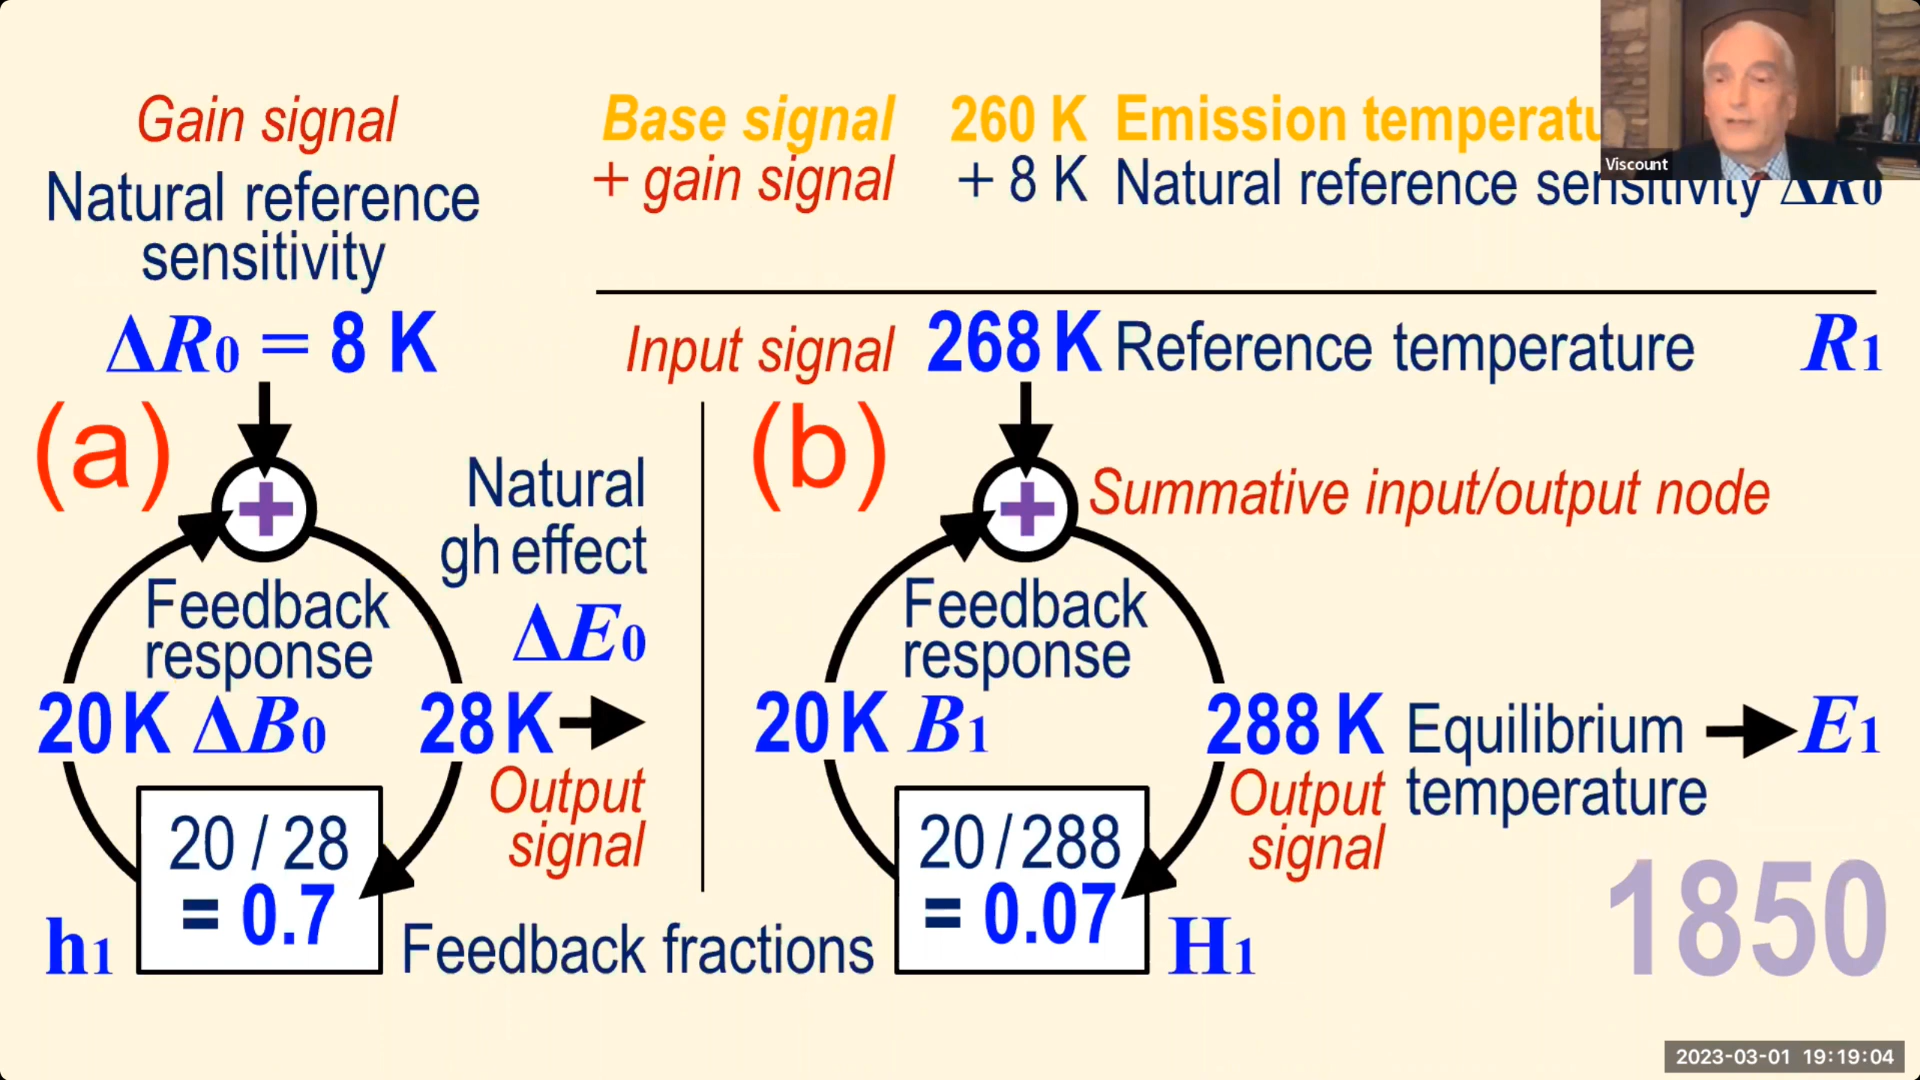 Gain signal
Natural reference
sensitivity
ΔR0 = 8 K
Base signal 260 K Emission
+ gain signal + 8 K Natural reference sensitivity ΔR0
Input signal 268 K Reference temperature R1
Viscount
(a)
+
Natural
gh effect
ΔE0
Feedback
response
20 K ΔB0
28 K
Output
signal
20 / 28
= 0.7
h1
Feedback fractions
(b)
+
Summative input/output node
Feedback
response
20 K B1
288 K Equilibrium
temperature
E1
Output
signal
20 / 288
= 0.07
H1
1850
2023-03-01 19:19:04